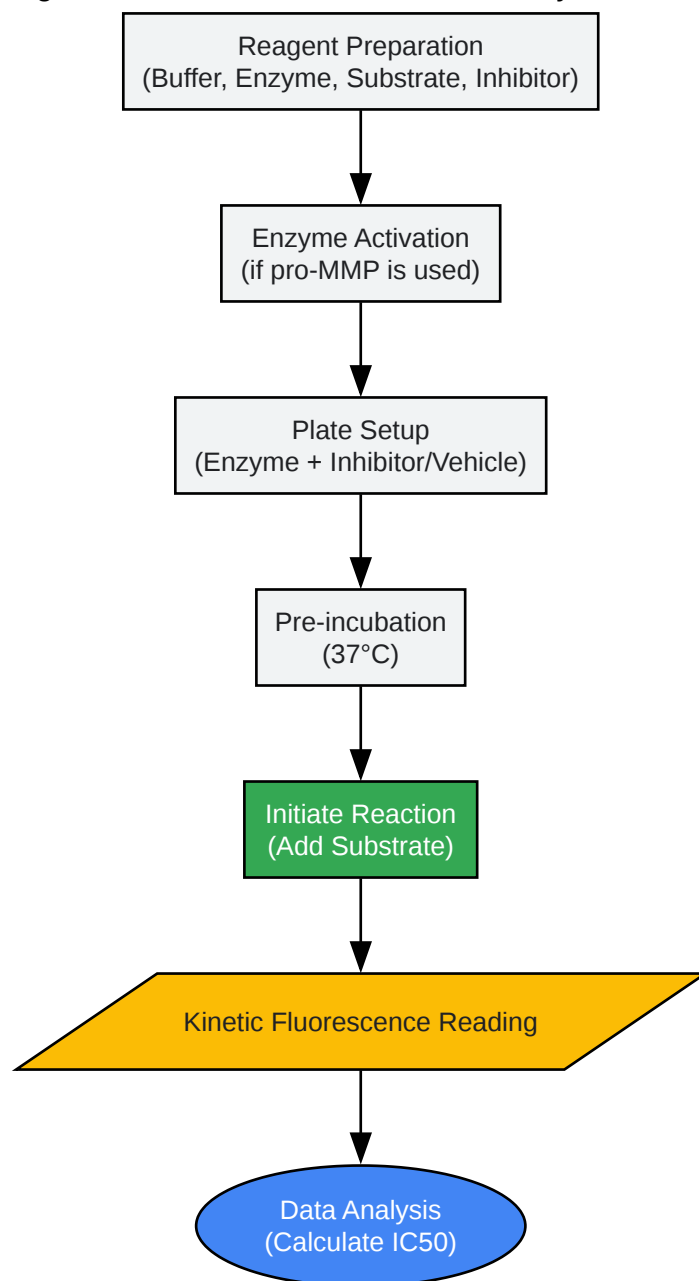 Reagent Preparation
(Buffer, Enzyme, Substrate, Inhibitor)
Enzyme Activation
(if pro-MMP is used)
Plate Setup
(Enzyme + Inhibitor/Vehicle)
Pre-incubation
(37°C)
Initiate Reaction
(Add Substrate)
Kinetic Fluorescence Reading
Data Analysis
(Calculate IC50)